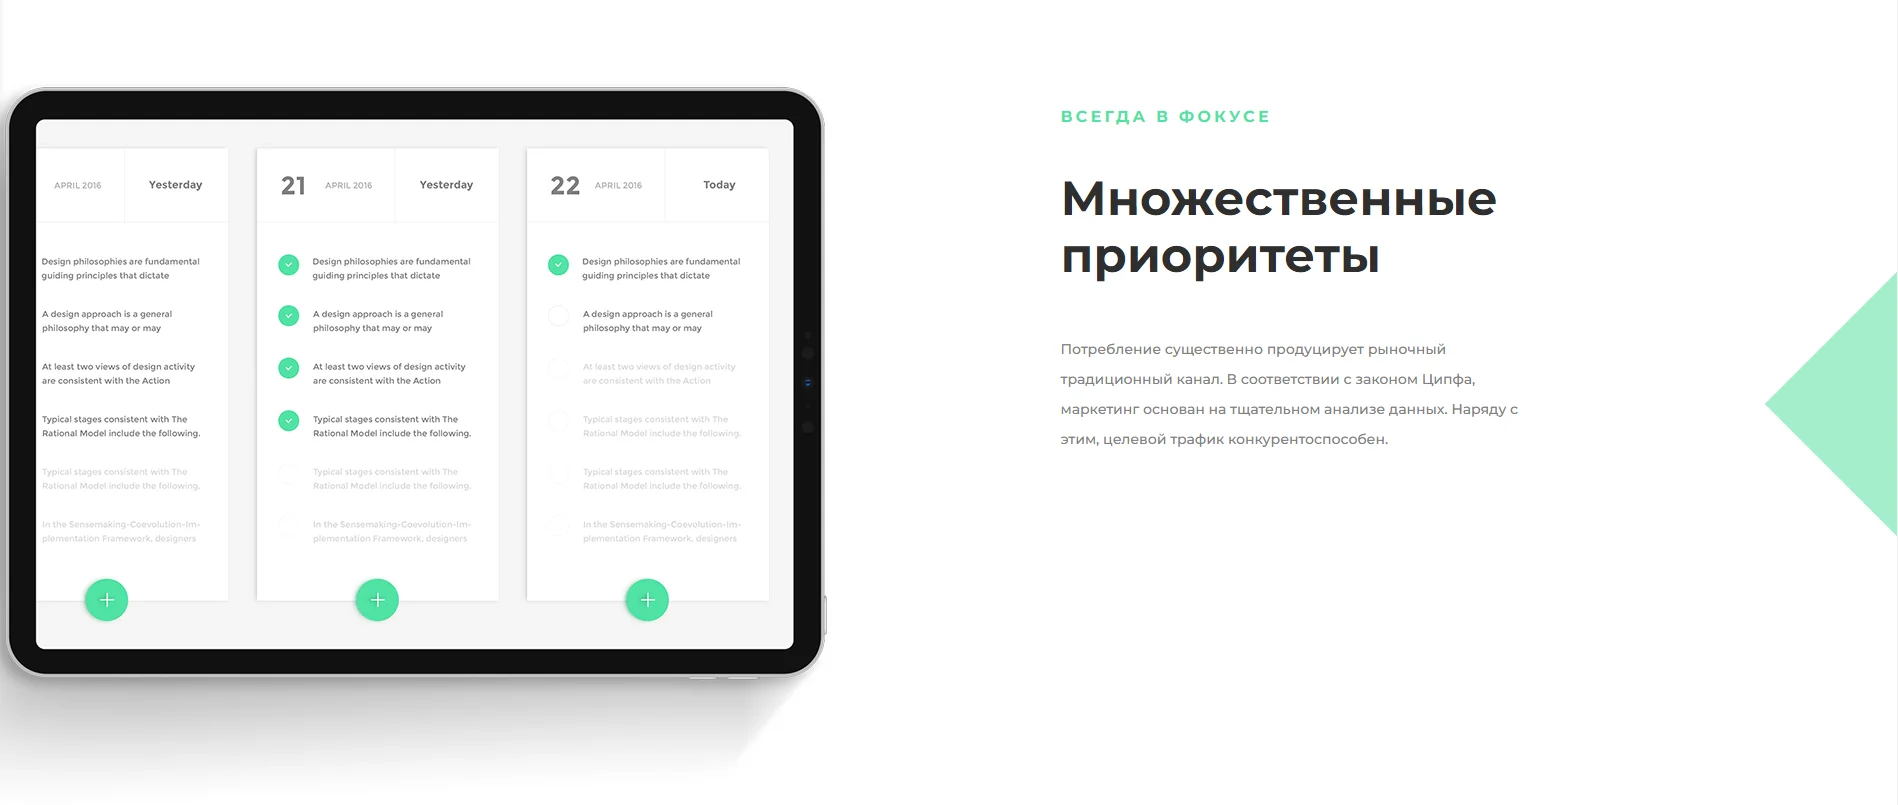 APRIL 2016 Yesterday
Design philosophies are fundamental
guiding principles that dictate
A design approach is a general
philosophy that may or may
At least two views of design activity
are consistent with the Action
Typical stages consistent with The
Rational Model include the following.
Typical stages consistent with The
Rational Model include the following.
In the Sensemaking-Coevolution-Im-
plementation Framework, designers
21 APRIL 2016 Yesterday
Design philosophies are fundamental
guiding principles that dictate
A design approach is a general
philosophy that may or may
At least two views of design activity
are consistent with the Action
Typical stages consistent with The
Rational Model include the following.
Typical stages consistent with The
Rational Model include the following.
In the Sensemaking-Coevolution-Im-
plementation Framework, designers
22 APRIL 2016 Today
Design philosophies are fundamental
guiding principles that dictate
A design approach is a general
philosophy that may or may
At least two views of design activity
are consistent with the Action
Typical stages consistent with The
Rational Model include the following.
Typical stages consistent with The
Rational Model include the following.
In the Sensemaking-Coevolution-Im-
plementation Framework, designers
ВСЕГДА В ФОКУСЕ
Множественные
приоритеты
Потребление существенно продуцирует рыночный
традиционный канал. В соответствии с законом Ципфа,
маркетинг основан на тщательном анализе данных. Наряду с
этим, целевой трафик конкурентоспособен.